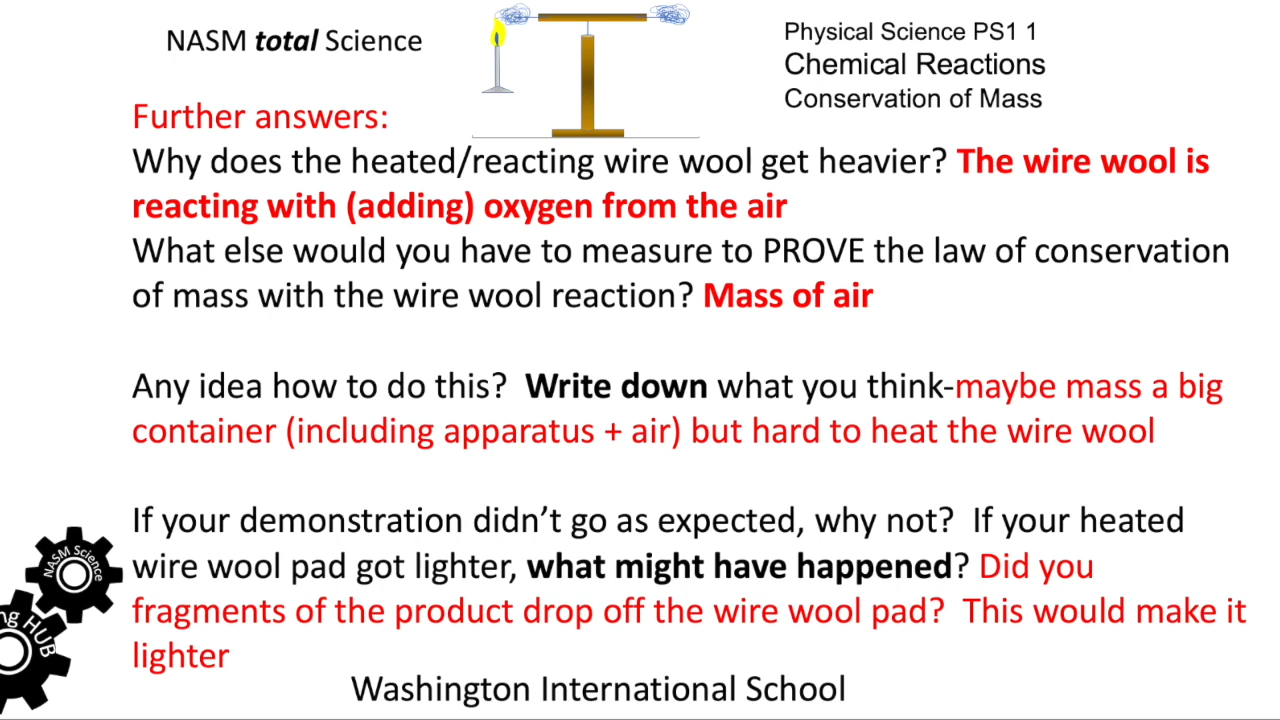 NASM total Science
Physical Science PS1 1
Chemical Reactions
Conservation of Mass
Further answers:
Why does the heated/reacting wire wool get heavier? The wire wool is
reacting with (adding) oxygen from the air
What else would you have to measure to PROVE the law of conservation
of mass with the wire wool reaction? Mass of air
Any idea how to do this?  Write down what you think-maybe mass a big
container (including apparatus + air) but hard to heat the wire wool
If your demonstration didn’t go as expected, why not?  If your heated
wire wool pad got lighter, what might have happened? Did you
fragments of the product drop off the wire wool pad?  This would make it
lighter
NASM Science
ng HUB
Washington International School